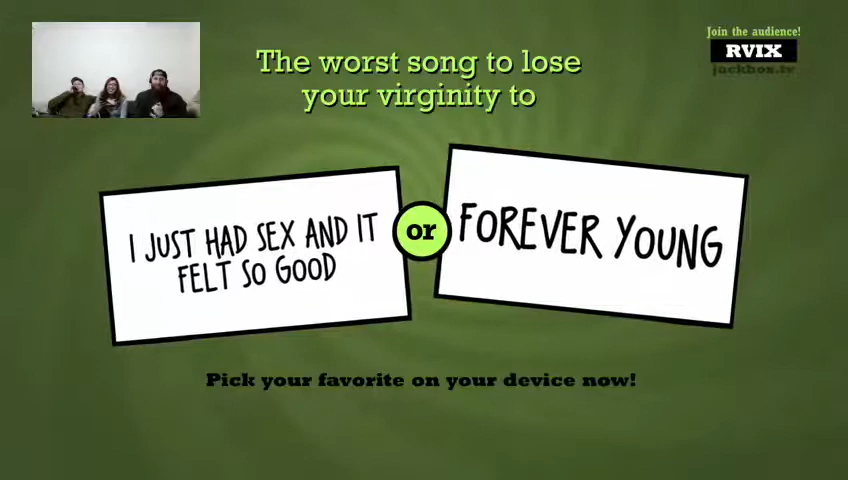 Join the audience!
RVIX
jackbox.tv
The worst song to lose
your virginity to
I JUST HAD SEX AND IT
FELT SO GOOD
or
FOREVER YOUNG
Pick your favorite on your device now!